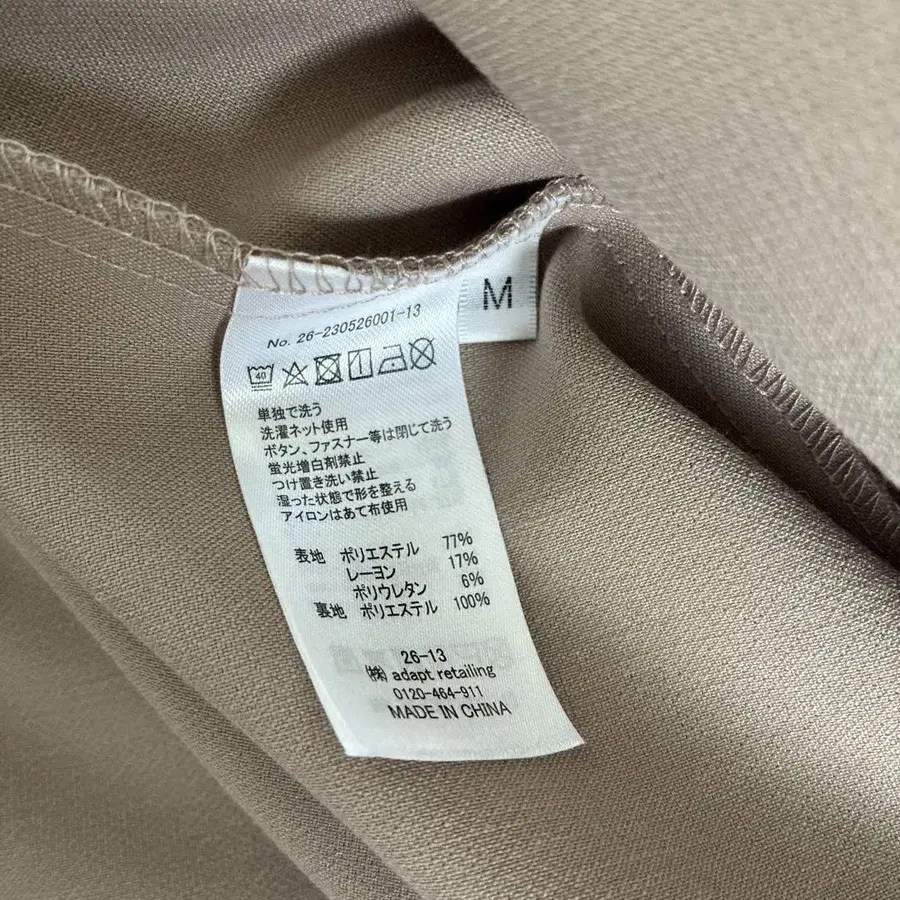 M
No. 26-230526001-13
40
単独で洗う
洗濯ネット使用
ボタン、ファスナー等は閉じて洗う
蛍光増白剤禁止
つけ置き洗い禁止
湿った状態で形を整える
アイロンはあて布使用
表地 ポリエステル 77%
レーヨン 17%
ポリウレタン 6%
裏地 ポリエステル 100%
26-13
㈱ adapt retailing
0120-464-911
MADE IN CHINA